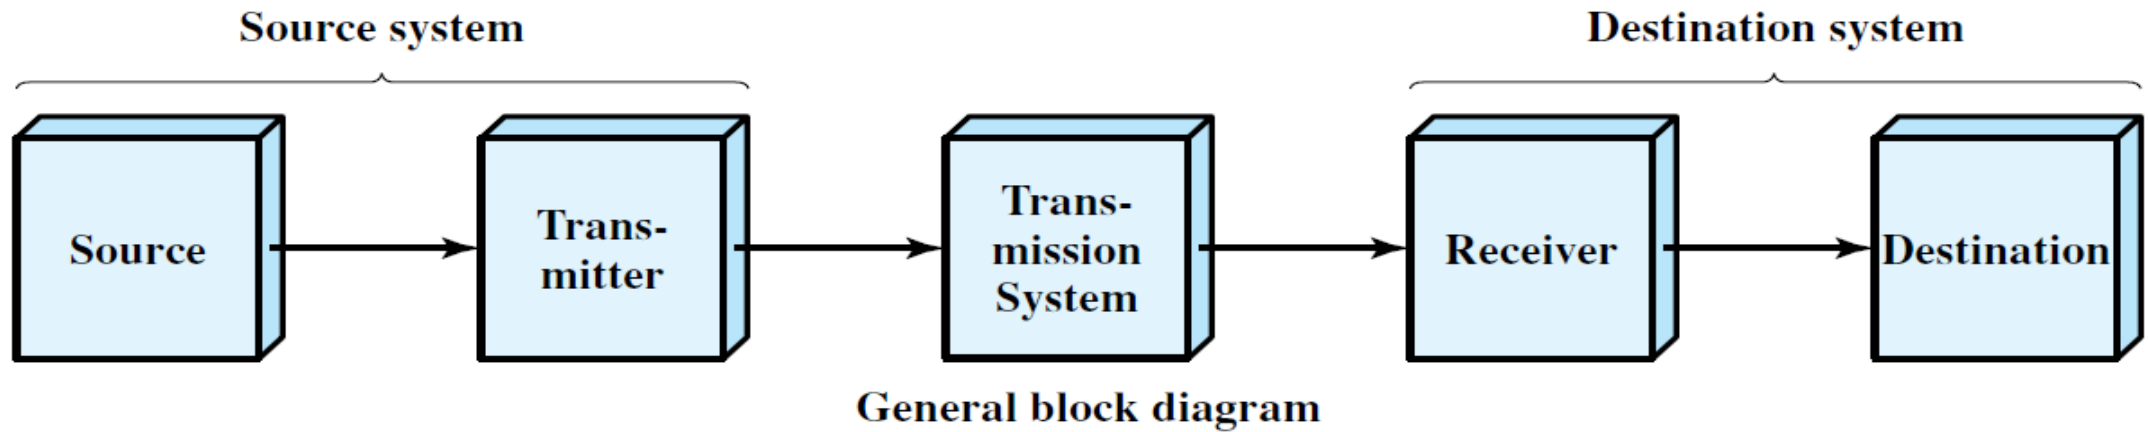 Source system
Destination system
Source
Trans-
mitter
Trans-
mission
System
Receiver
Destination
General block diagram